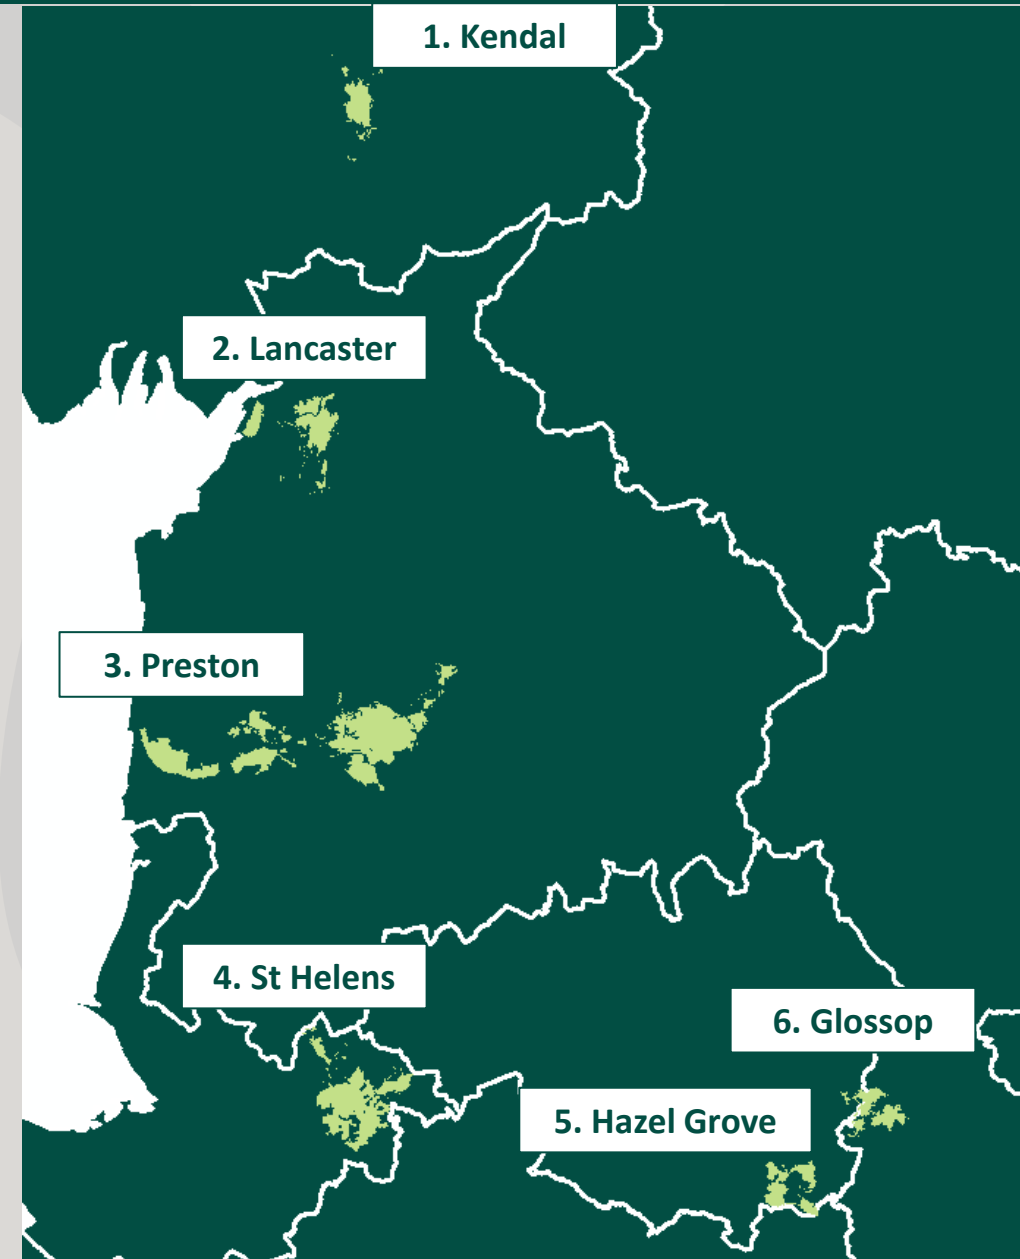 1. Kendal
2. Lancaster
3. Preston
4. St Helens
6. Glossop
5. Hazel Grove